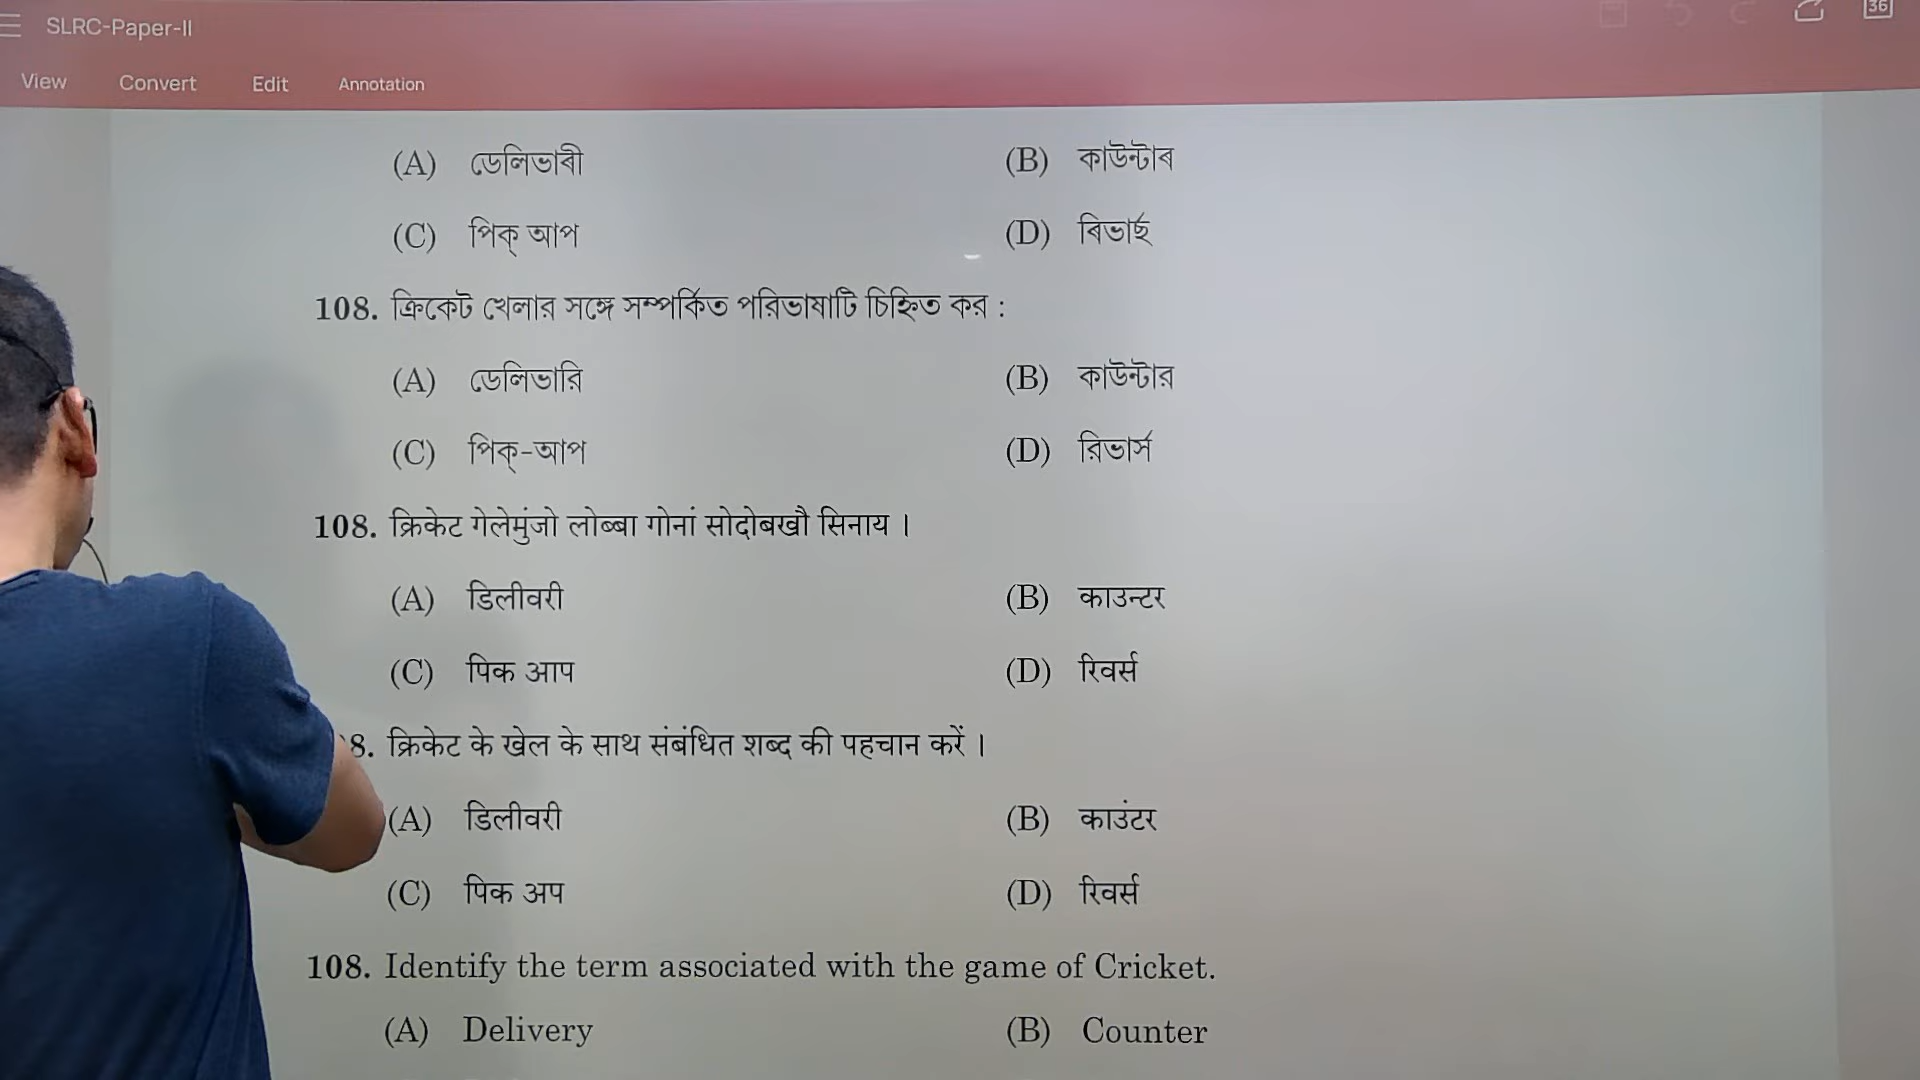 SLRC-Paper-II
36
View Convert Edit Annotation
(A) ডেলিভাৰী (B) কাউন্টাৰ
(C) পিক্ আপ (D) ৰিভাৰ্ছ
108. ক্রিকেট খেলার সঙ্গে সম্পর্কিত পরিভাষাটি চিহ্নিত কর :
(A) ডেলিভারি (B) কাউন্টার
(C) পিক্-আপ (D) রিভার্স
108. क्रिकेट गेलेमुंजो लोब्बा गोनां सोदोबखौ सिनाय ।
(A) डिलीवरी (B) काउन्टर
(C) पिक आप (D) रिवर्स
8. क्रिकेट के खेल के साथ संबंधित शब्द की पहचान करें ।
(A) डिलीवरी (B) काउंटर
(C) पिक अप (D) रिवर्स
108. Identify the term associated with the game of Cricket.
(A) Delivery (B) Counter